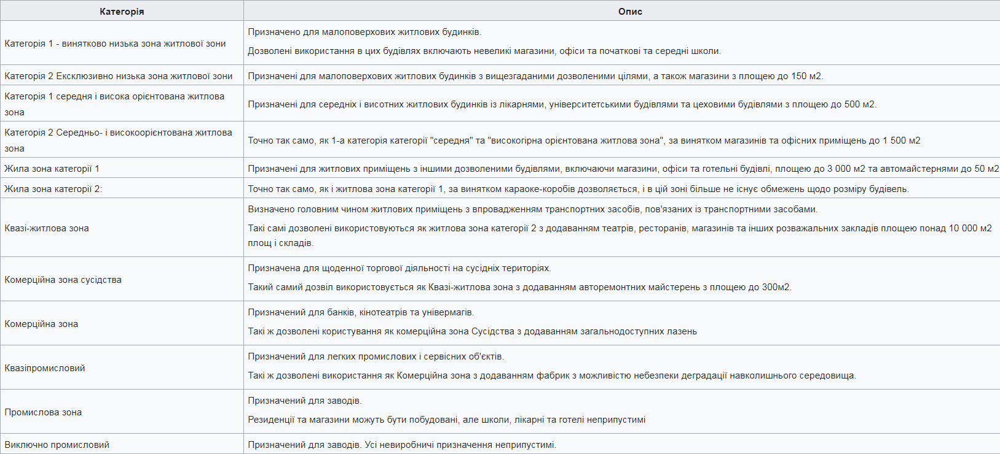 Категорія
Опис
Категорія 1 - винятково низька зона житлової зони
Призначено для малоповерхових житлових будинків.
Дозволені використання в цих будівлях включають невеликі магазини, офіси та початкові та середні школи.
Категорія 2 Ексклюзивно низька зона житлової зони
Призначені для малоповерхових житлових будинків з вищезгаданими дозволеними цілями, а також магазини з площею до 150 м2.
Категорія 1 середня і висока орієнтована житлова
зона
Призначені для середніх і висотних житлових будинків із лікарнями, університетськими будівлями та цеховими будівлями з площею до 500 м2.
Категорія 2 Середньо- і високоорієнтована житлова
зона
Точно так само, як 1-а категорія категорії "середня" та "високогірна орієнтована житлова зона", за винятком магазинів та офісних приміщень до 1 500 м2
Жила зона категорії 1
Призначені для житлових приміщень з іншими дозволеними будівлями, включаючи магазини, офіси та готельні будівлі, площею до 3 000 м2 та автомайстернями до 50 м2
Жила зона категорії 2:
Точно так само, як і житлова зона категорії 1, за винятком караоке-коробів дозволяється, і в цій зоні більше не існує обмежень щодо розміру будівель.
Квазі-житлова зона
Визначено головним чином житлових приміщень з впровадженням транспортних засобів, пов'язаних із транспортними засобами.
Такі самі дозволені використовуються як житлова зона категорії 2 з додаванням театрів, ресторанів, магазинів та інших розважальних закладів площею понад 10 000 м2
площ і складів.
Комерційна зона сусідства
Призначена для щоденної торгової діяльності на сусідніх територіях.
Такий самий дозвіл використовується як Квазі-житлова зона з додаванням авторемонтних майстерень з площею до 300м2.
Комерційна зона
Призначений для банків, кінотеатрів та універмагів.
Такі ж дозволені користування як комерційна зона Сусідства з додаванням загальнодоступних лазень
Квазіпромисловий
Призначений для легких промислових і сервісних об'єктів.
Такі ж дозволені використання як Комерційна зона з додаванням фабрик з можливістю небезпеки деградації навколишнього середовища.
Промислова зона
Призначений для заводів.
Резиденції та магазини можуть бути побудовані, але школи, лікарні та готелі неприпустимі
Виключно промисловий
Призначений для заводів. Усі невиробничі призначення неприпустимі.